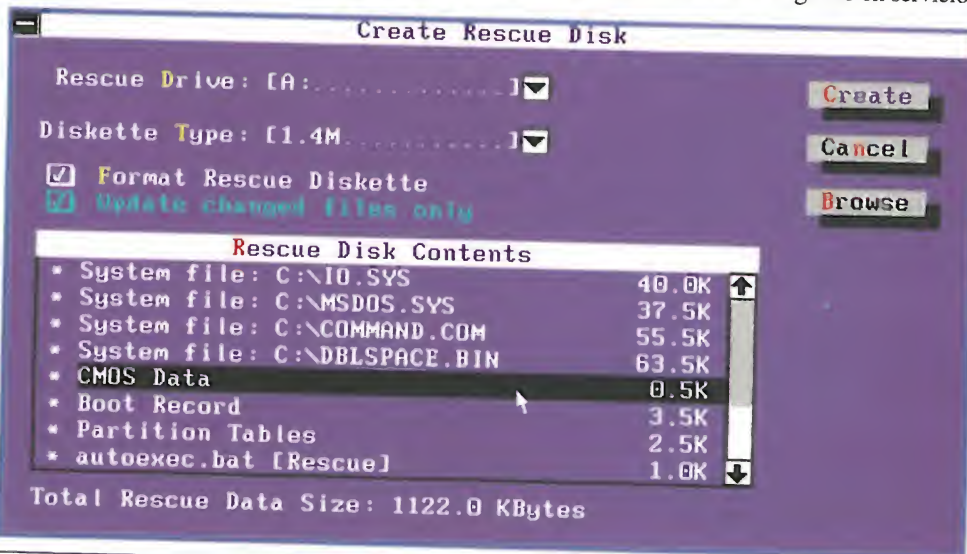 en servicio
Create Rescue Disk
Rescue Drive: [A:..............]
Create
Diskette Type: [1.4M...........]
Cancel
Format Rescue Diskette
Update changed files only
Browse
Rescue Disk Contents
* System file: C:\IO.SYS 40.0K
* System file: C:\MSDOS.SYS 37.5K
* System file: C:\COMMAND.COM 55.5K
* System file: C:\DBLSPACE.BIN 63.5K
* CMOS Data 0.5K
* Boot Record 3.5K
* Partition Tables 2.5K
* autoexec.bat [Rescue] 1.0K
Total Rescue Data Size: 1122.0 KBytes